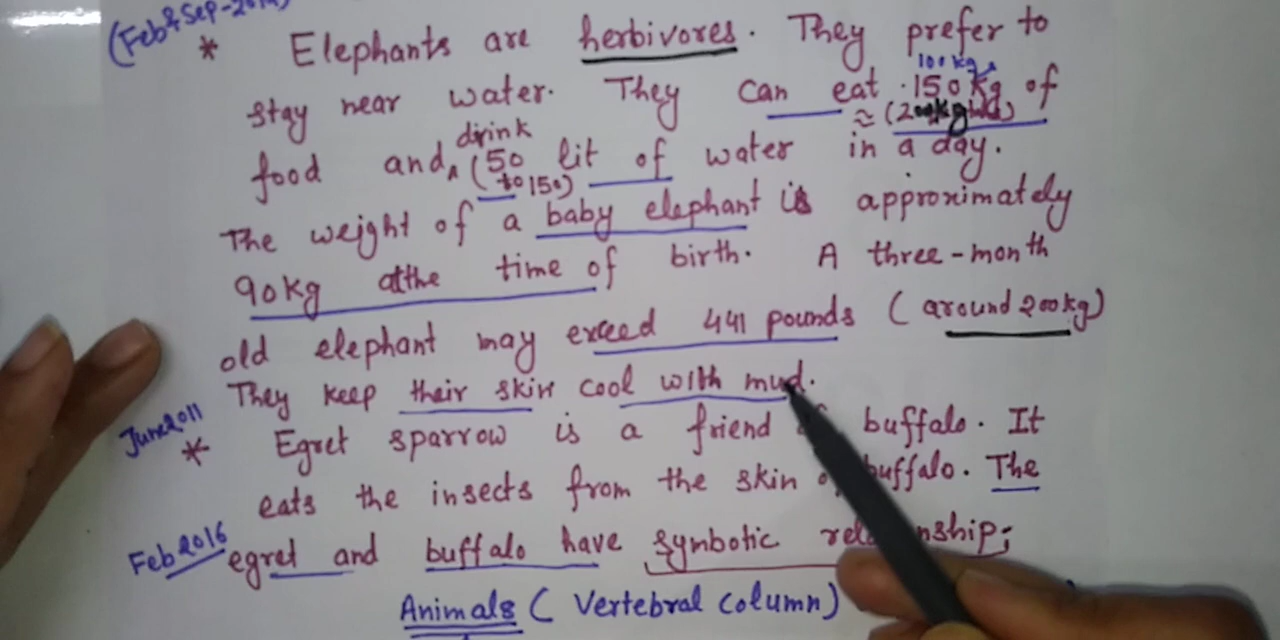 (Feb & Sep-2014)
* Elephants are herbivores. They prefer to
100kg
stay near water. They can eat 150kg of
drink ≈ (200kg
food and (50 lit of water in a day.
to 150)
The weight of a baby elephant is approximately
90kg at the time of birth. A three-month
old elephant may exceed 441 pounds (around 200kg)
They keep their skin cool with mud.
June 2011
* Egret sparrow is a friend buffalo. It
eats the insects from the skin buffalo. The
Feb 2016
egret and buffalo have symbotic
Animals (Vertebral column)